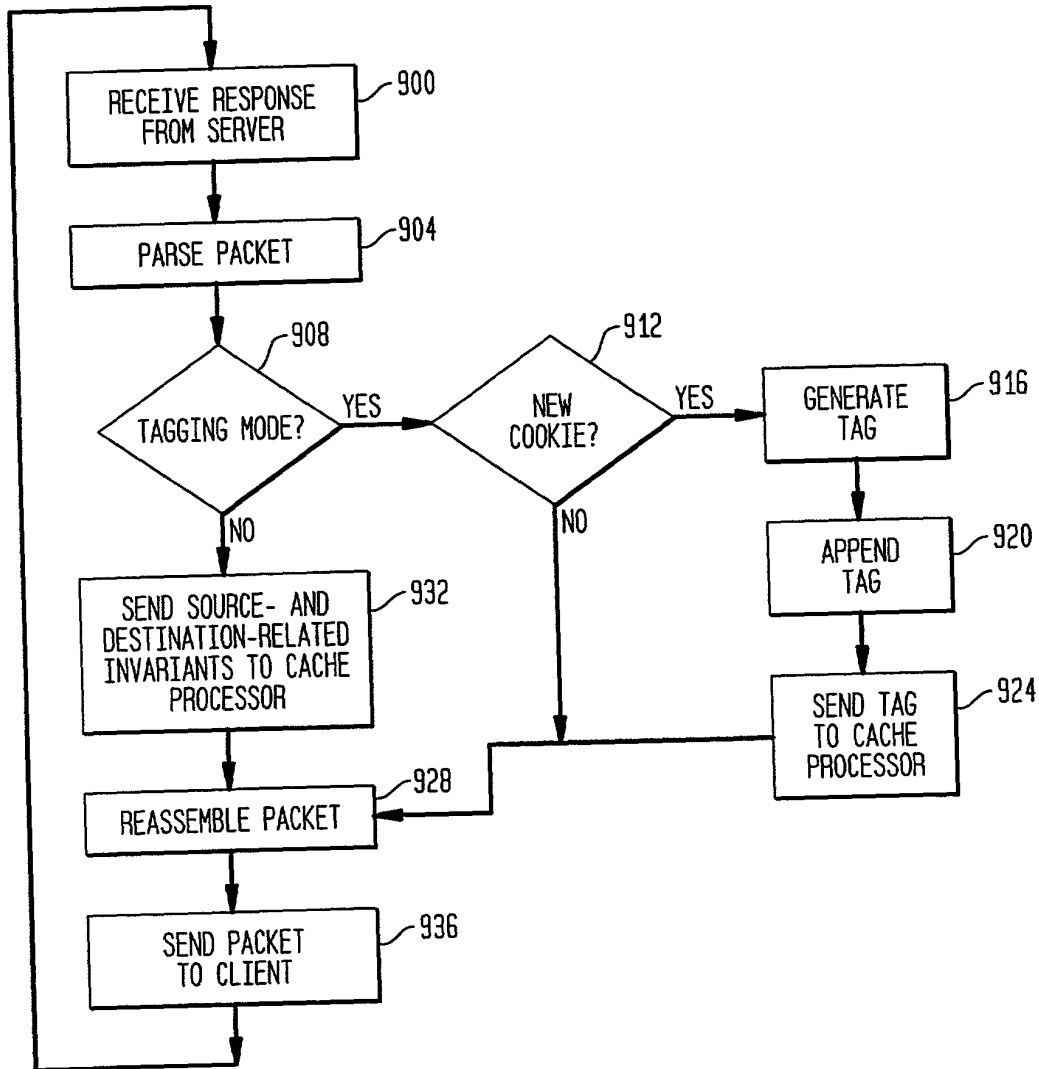 RECEIVE RESPONSE
FROM SERVER
900
PARSE PACKET
904
TAGGING MODE?
908
YES
NO
NEW
COOKIE?
912
YES
NO
GENERATE
TAG
916
APPEND
TAG
920
SEND TAG
TO CACHE
PROCESSOR
924
SEND SOURCE- AND
DESTINATION-RELATED
INVARIANTS TO CACHE
PROCESSOR
932
REASSEMBLE PACKET
928
SEND PACKET
TO CLIENT
936